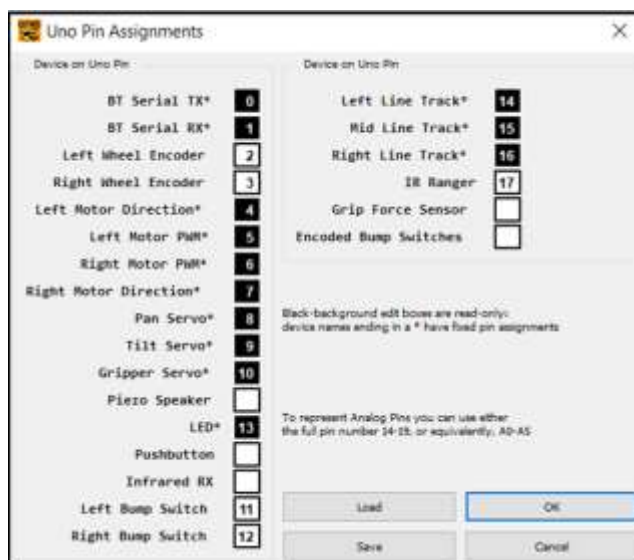 Uno Pin Assignments
Device on Uno Pin
BT Serial TX* 0
BT Serial RX* 1
Left Wheel Encoder 2
Right Wheel Encoder 3
Left Motor Direction* 4
Left Motor PWM* 5
Right Motor PWM* 6
Right Motor Direction* 7
Pan Servo* 8
Tilt Servo* 9
Gripper Servo* 10
Piezo Speaker
LED* 13
Pushbutton
Infrared RX
Left Bump Switch 11
Right Bump Switch 12
Device on Uno Pin
Left Line Track* 14
Mid Line Track* 15
Right Line Track* 16
IR Ranger 17
Grip Force Sensor
Encoded Bump Switches
Black-background edit boxes are read-only:
device names ending in a * have fixed pin assignments
To represent Analog Pins you can use either
the full pin number 14-19, or equivalently, A0-A5
Load
OK
Save
Cancel